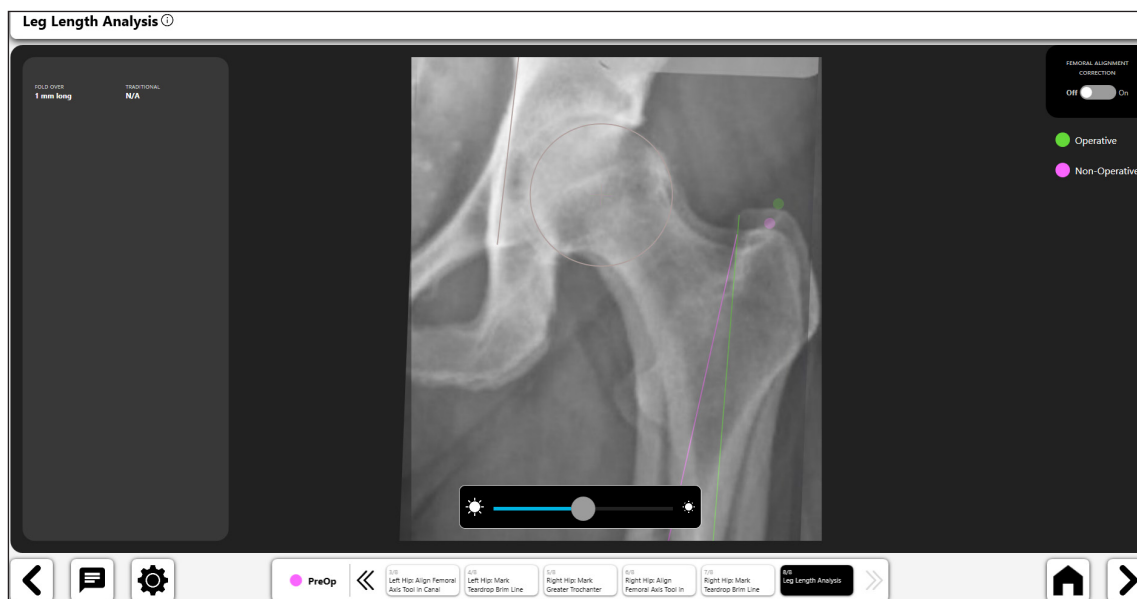 Leg Length Analysis
FOLD OVER
1 mm long
TRADITIONAL
N/A
FEMORAL ALIGNMENT
CORRECTION
Off On
Operative
Non-Operative
PreOp
3/8
Left Hip: Align Femoral
Axis Tool In Canal
4/8
Left Hip: Mark
Teardrop Brim Line
5/8
Right Hip: Mark
Greater Trochanter
6/8
Right Hip: Align
Femoral Axis Tool in
7/8
Right Hip: Mark
Teardrop Brim Line
8/8
Leg Length Analysis